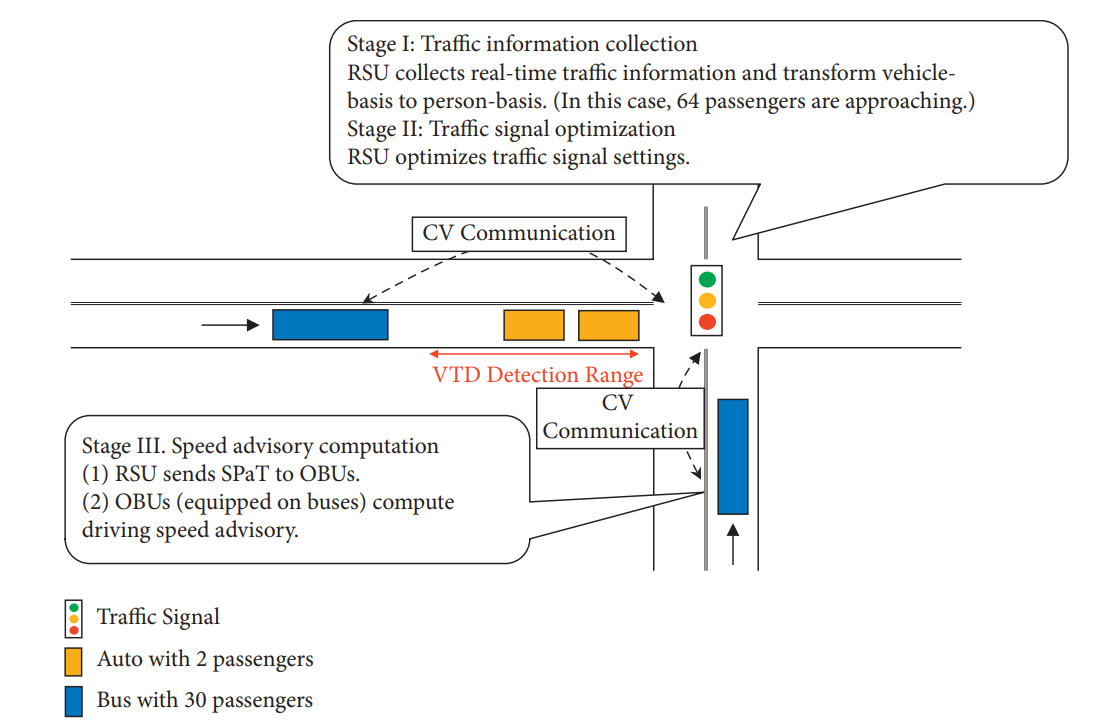 Stage I: Traffic information collection
RSU collects real-time traffic information and transform vehicle-
basis to person-basis. (In this case, 64 passengers are approaching.)
Stage II: Traffic signal optimization
RSU optimizes traffic signal settings.
CV Communication
VTD Detection Range
CV
Communication
Stage III. Speed advisory computation
(1) RSU sends SPaT to OBUs.
(2) OBUs (equipped on buses) compute
driving speed advisory.
Traffic Signal
Auto with 2 passengers
Bus with 30 passengers